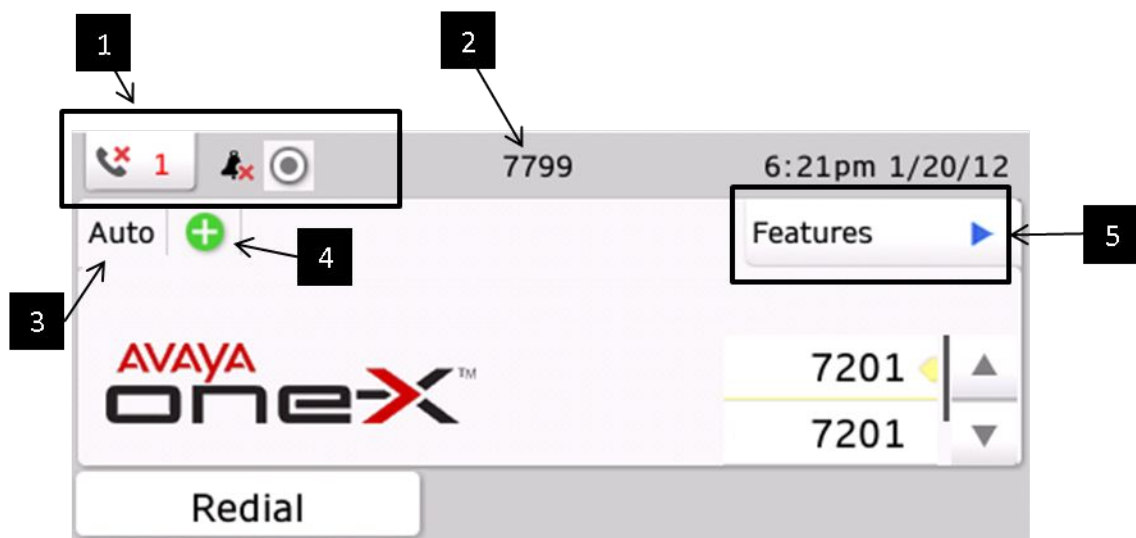 1
2
1
7799
6:21pm 1/20/12
Auto
Features
5
4
3
AVAYA
one-X™
7201
7201
Redial